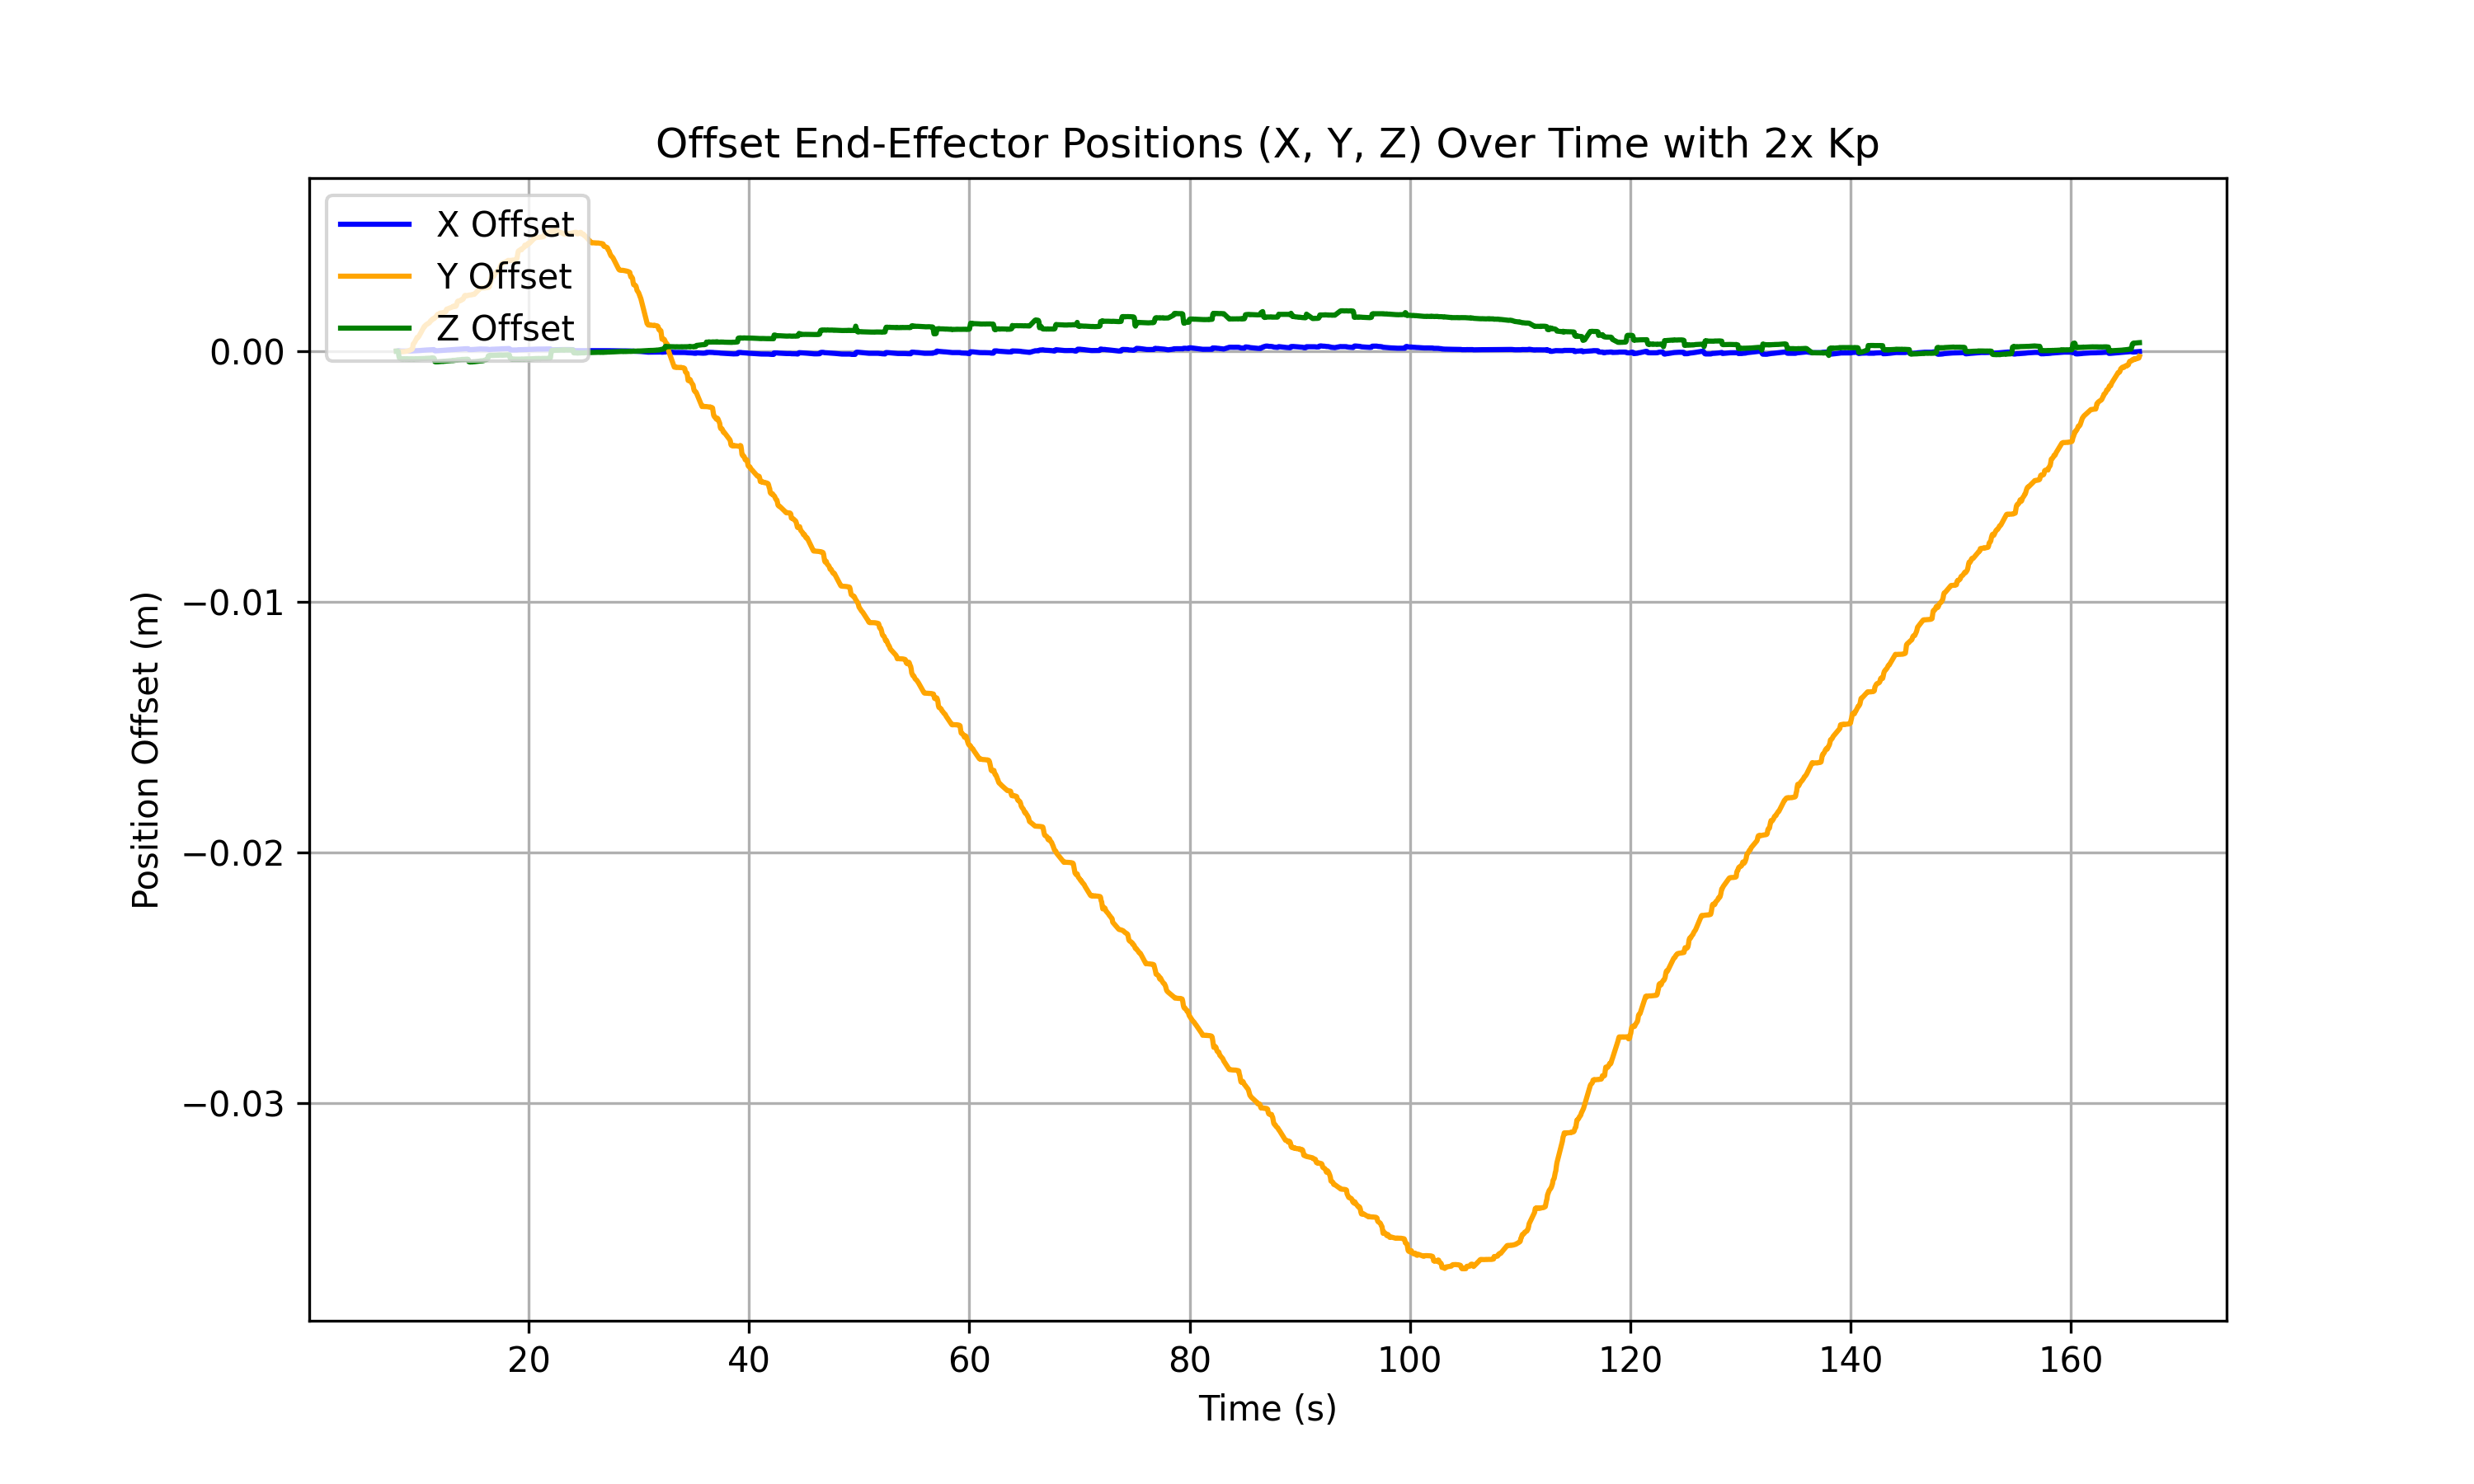 Offset End-Effector Positions (X, Y, Z) Over Time with 2x Kp
X Offset
Y Offset
Z Offset
Position Offset (m)
0.00
−0.01
−0.02
−0.03
20 40 60 80 100 120 140 160
Time (s)